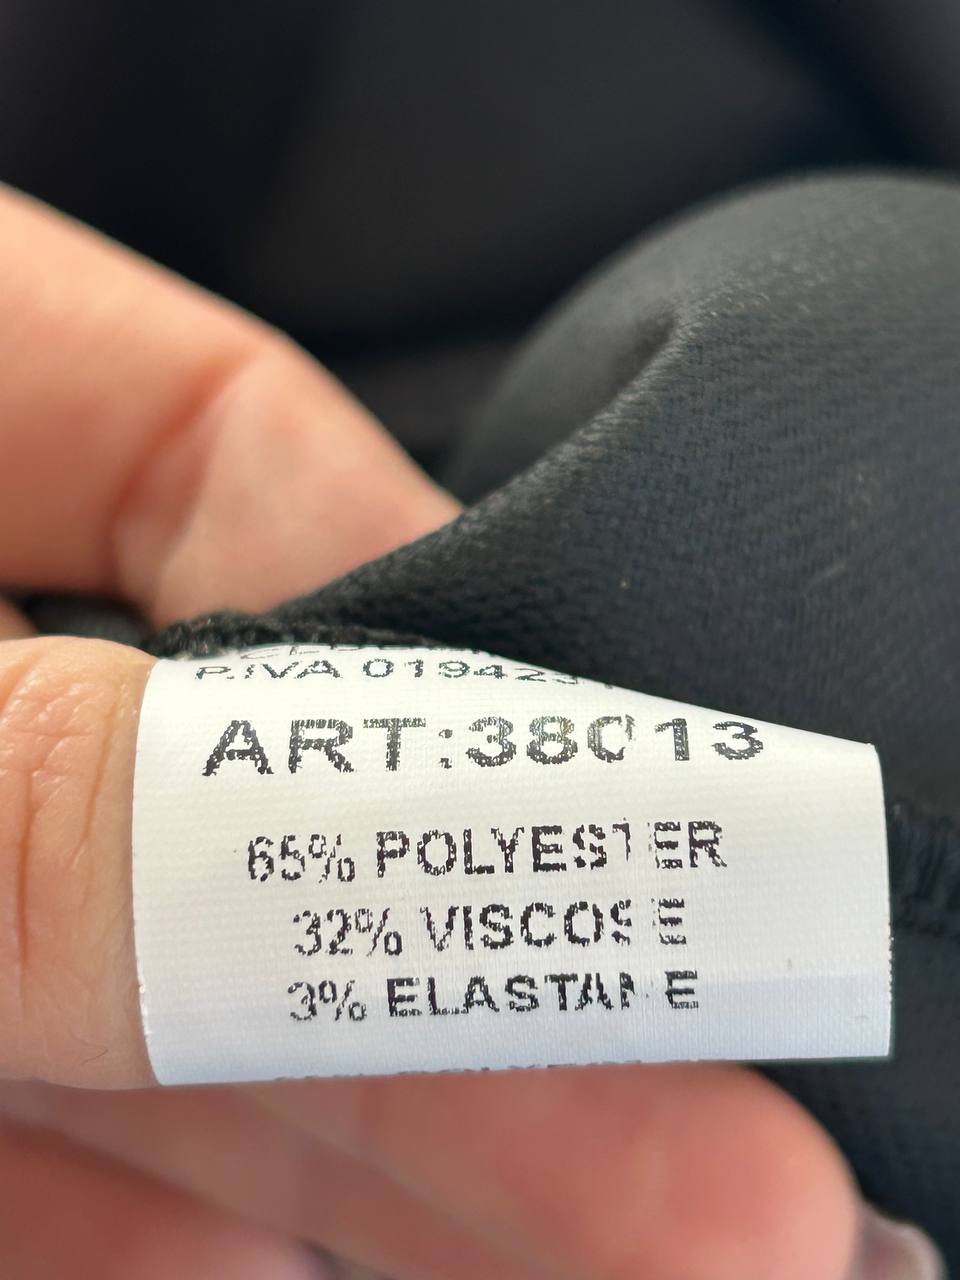 P.IVA
ART:38013
65% POLYESTER
32% VISCOSE
3% ELASTANE